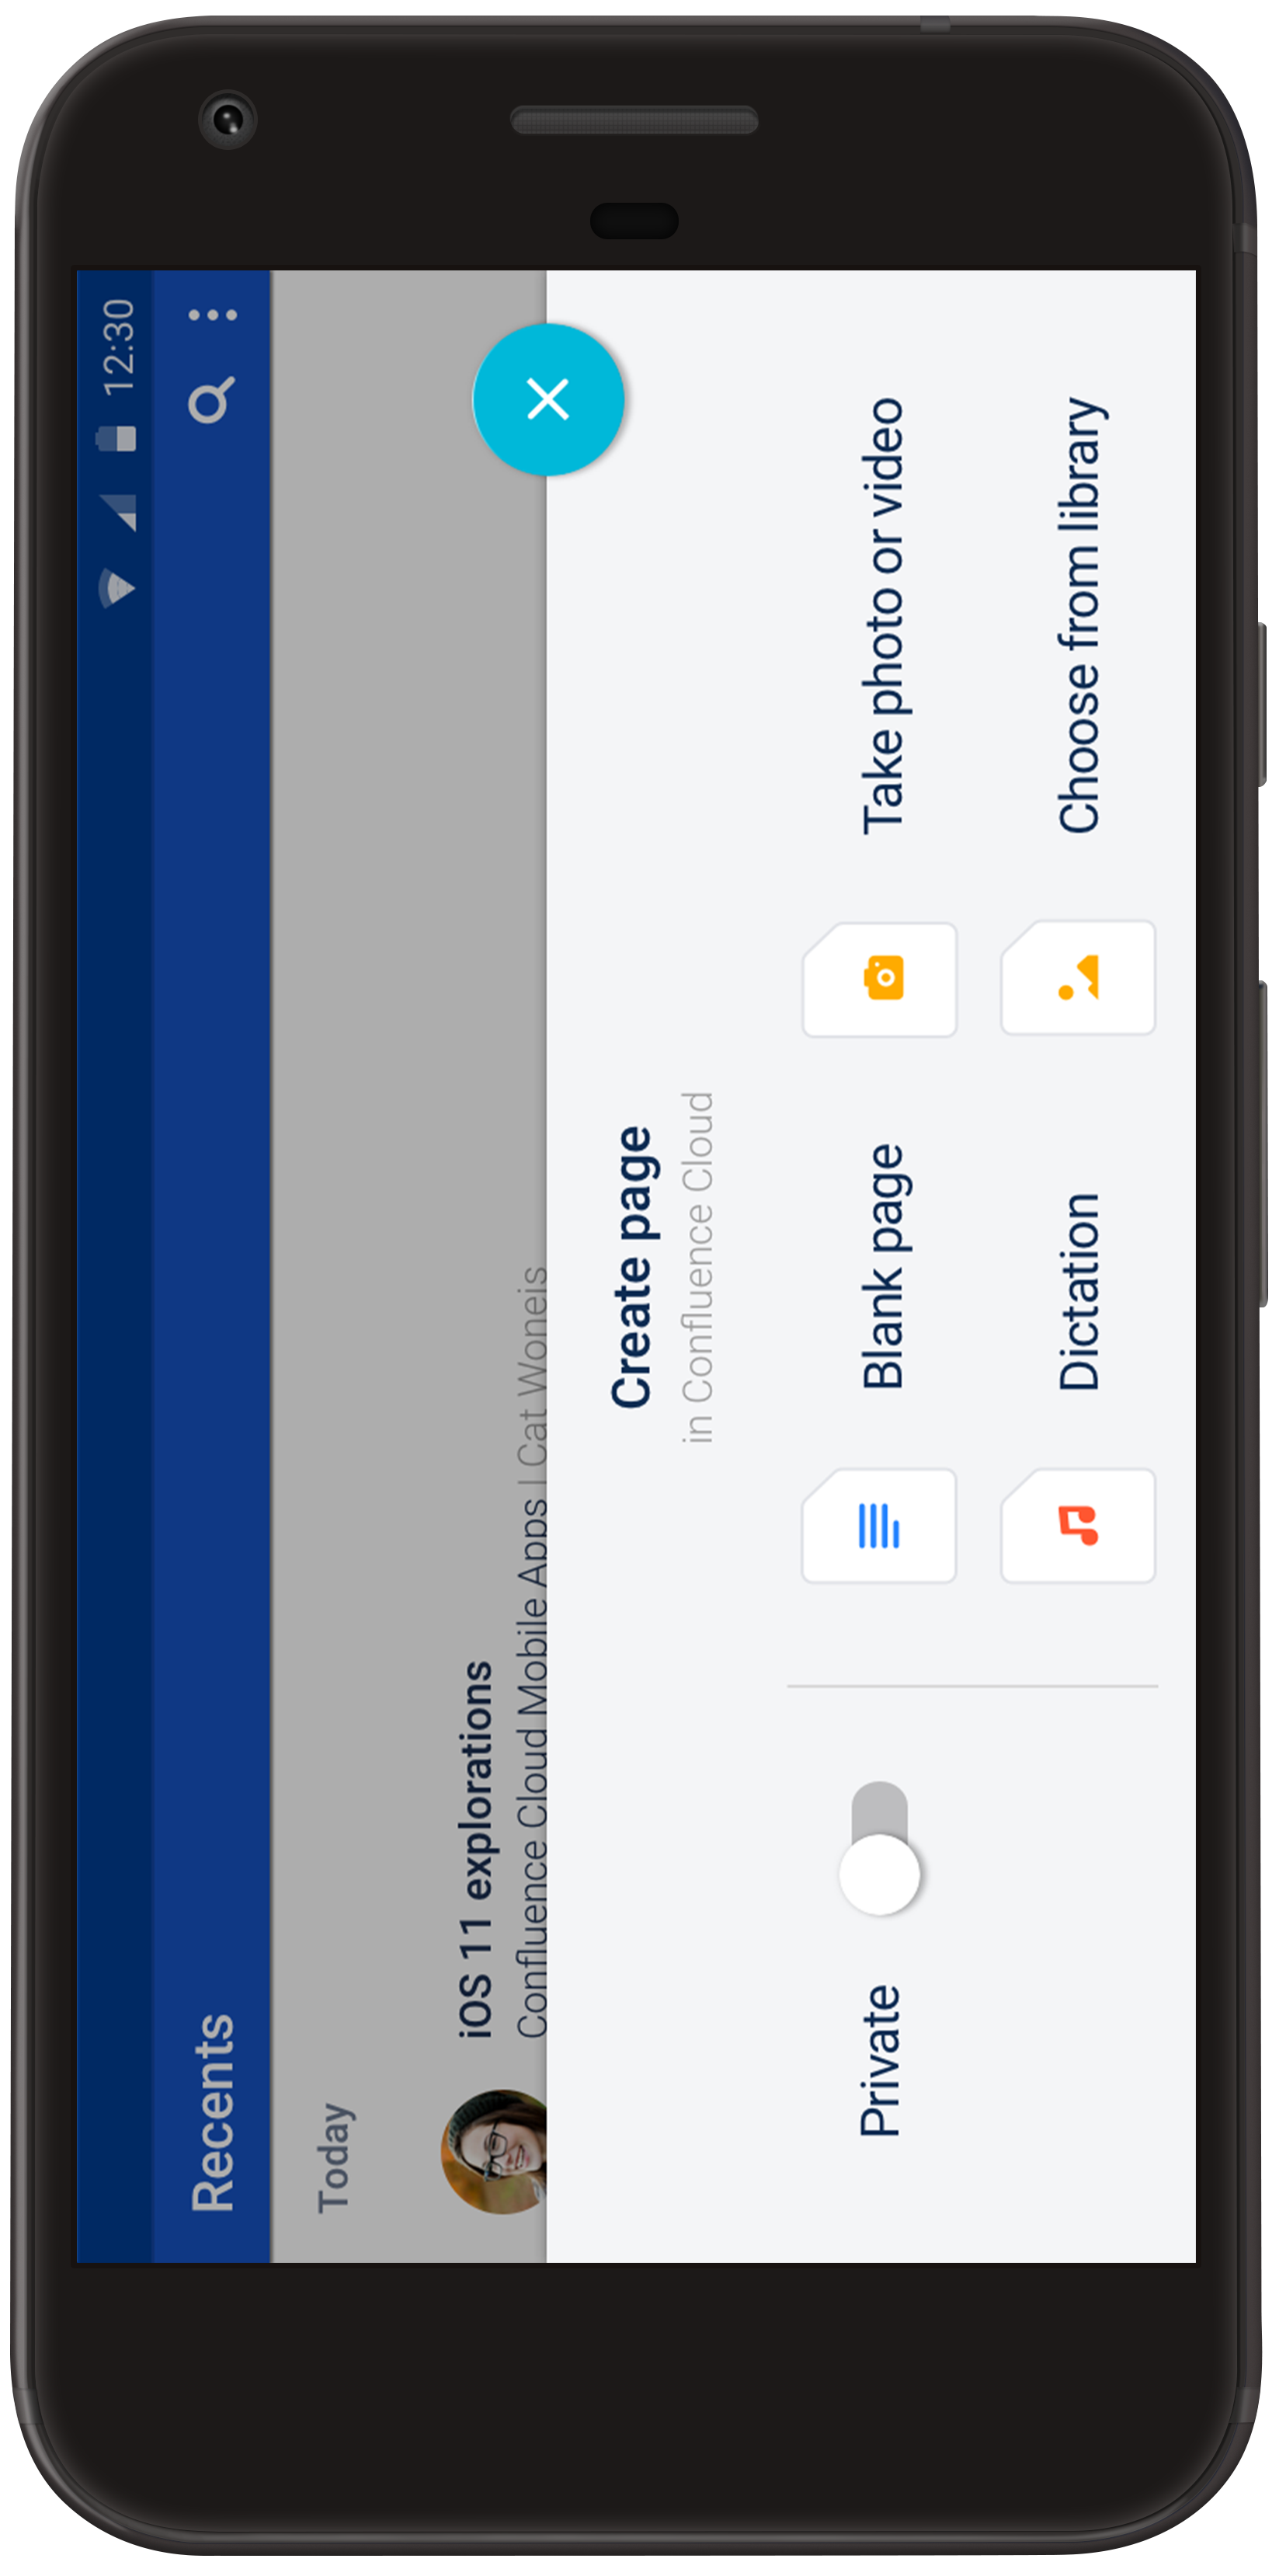 12:30
Recents
Today
iOS 11 explorations
Confluence Cloud Mobile Apps | Cat Woneis
Create page
in Confluence Cloud
Private
Blank page
Take photo or video
Dictation
Choose from library